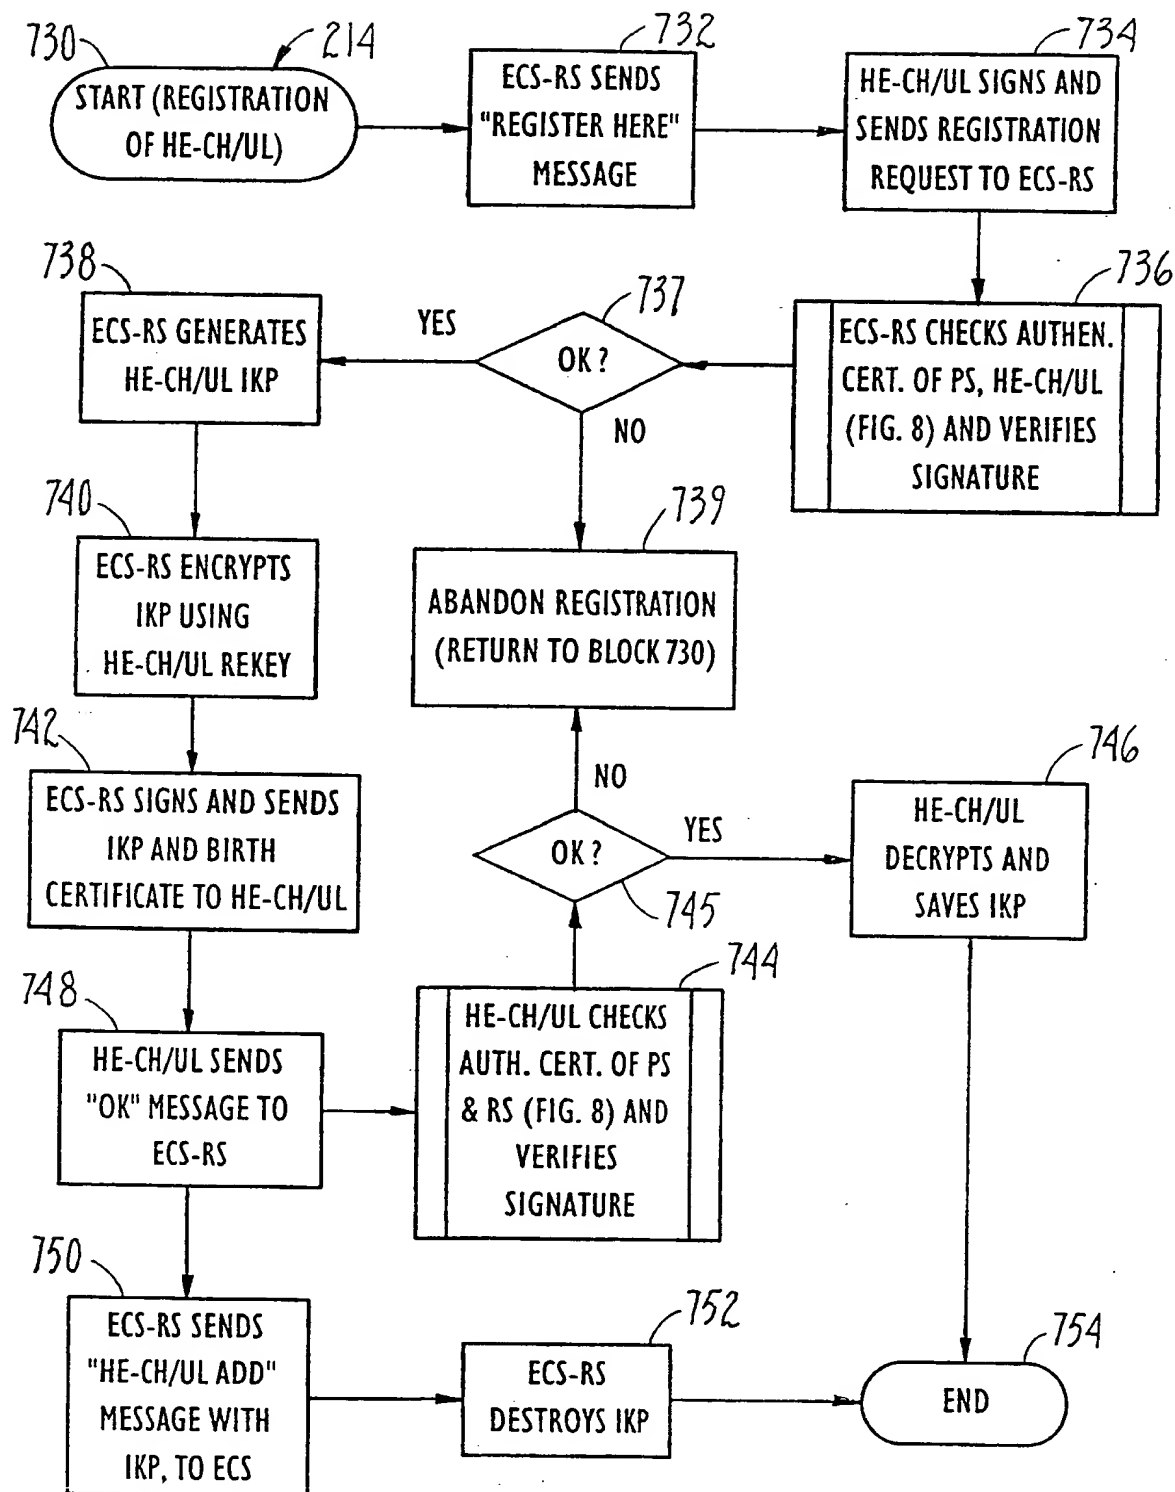 730
214
START (REGISTRATION
OF HE-CH/UL)
732
ECS-RS SENDS
"REGISTER HERE"
MESSAGE
734
HE-CH/UL SIGNS AND
SENDS REGISTRATION
REQUEST TO ECS-RS
738
ECS-RS GENERATES
HE-CH/UL IKP
YES
737
OK?
NO
736
ECS-RS CHECKS AUTHEN.
CERT. OF PS, HE-CH/UL
(FIG. 8) AND VERIFIES
SIGNATURE
740
ECS-RS ENCRYPTS
IKP USING
HE-CH/UL REKEY
739
ABANDON REGISTRATION
(RETURN TO BLOCK 730)
742
ECS-RS SIGNS AND SENDS
IKP AND BIRTH
CERTIFICATE TO HE-CH/UL
NO
OK?
YES
745
746
HE-CH/UL
DECRYPTS AND
SAVES IKP
748
HE-CH/UL SENDS
"OK" MESSAGE TO
ECS-RS
744
HE-CH/UL CHECKS
AUTH. CERT. OF PS
& RS (FIG. 8) AND
VERIFIES
SIGNATURE
750
ECS-RS SENDS
"HE-CH/UL ADD"
MESSAGE WITH
IKP, TO ECS
752
ECS-RS
DESTROYS IKP
754
END